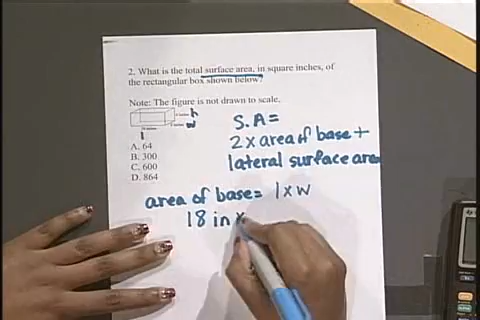 2. What is the total surface area, in square inches, of
the rectangular box shown below?
Note: The figure is not drawn to scale.
h
w
l
A. 64
B. 300
C. 600
D. 864
S.A=
2 x area of base +
lateral surface area
area of base = l x w
18 in x